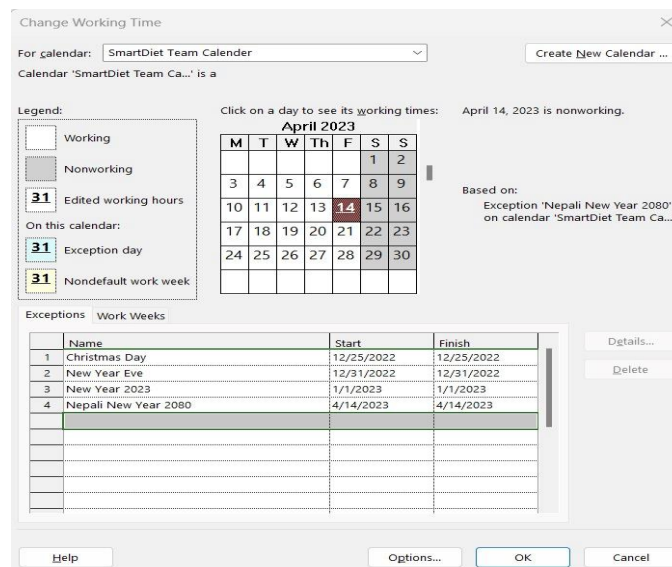 Change Working Time
For calendar: SmartDiet Team Calender
Create New Calendar ...
Calendar 'SmartDiet Team Ca...' is a
Legend:
Working
Nonworking
31 Edited working hours
On this calendar:
31 Exception day
31 Nondefault work week
Click on a day to see its working times:
April 2023
M T W Th F S S
1 2
3 4 5 6 7 8 9
10 11 12 13 14 15 16
17 18 19 20 21 22 23
24 25 26 27 28 29 30
April 14, 2023 is nonworking.
Based on:
Exception 'Nepali New Year 2080'
on calendar 'SmartDiet Team Ca...
Exceptions Work Weeks
Name Start Finish
1 Christmas Day 12/25/2022 12/25/2022
2 New Year Eve 12/31/2022 12/31/2022
3 New Year 2023 1/1/2023 1/1/2023
4 Nepali New Year 2080 4/14/2023 4/14/2023
Details...
Delete
Help Options... OK Cancel